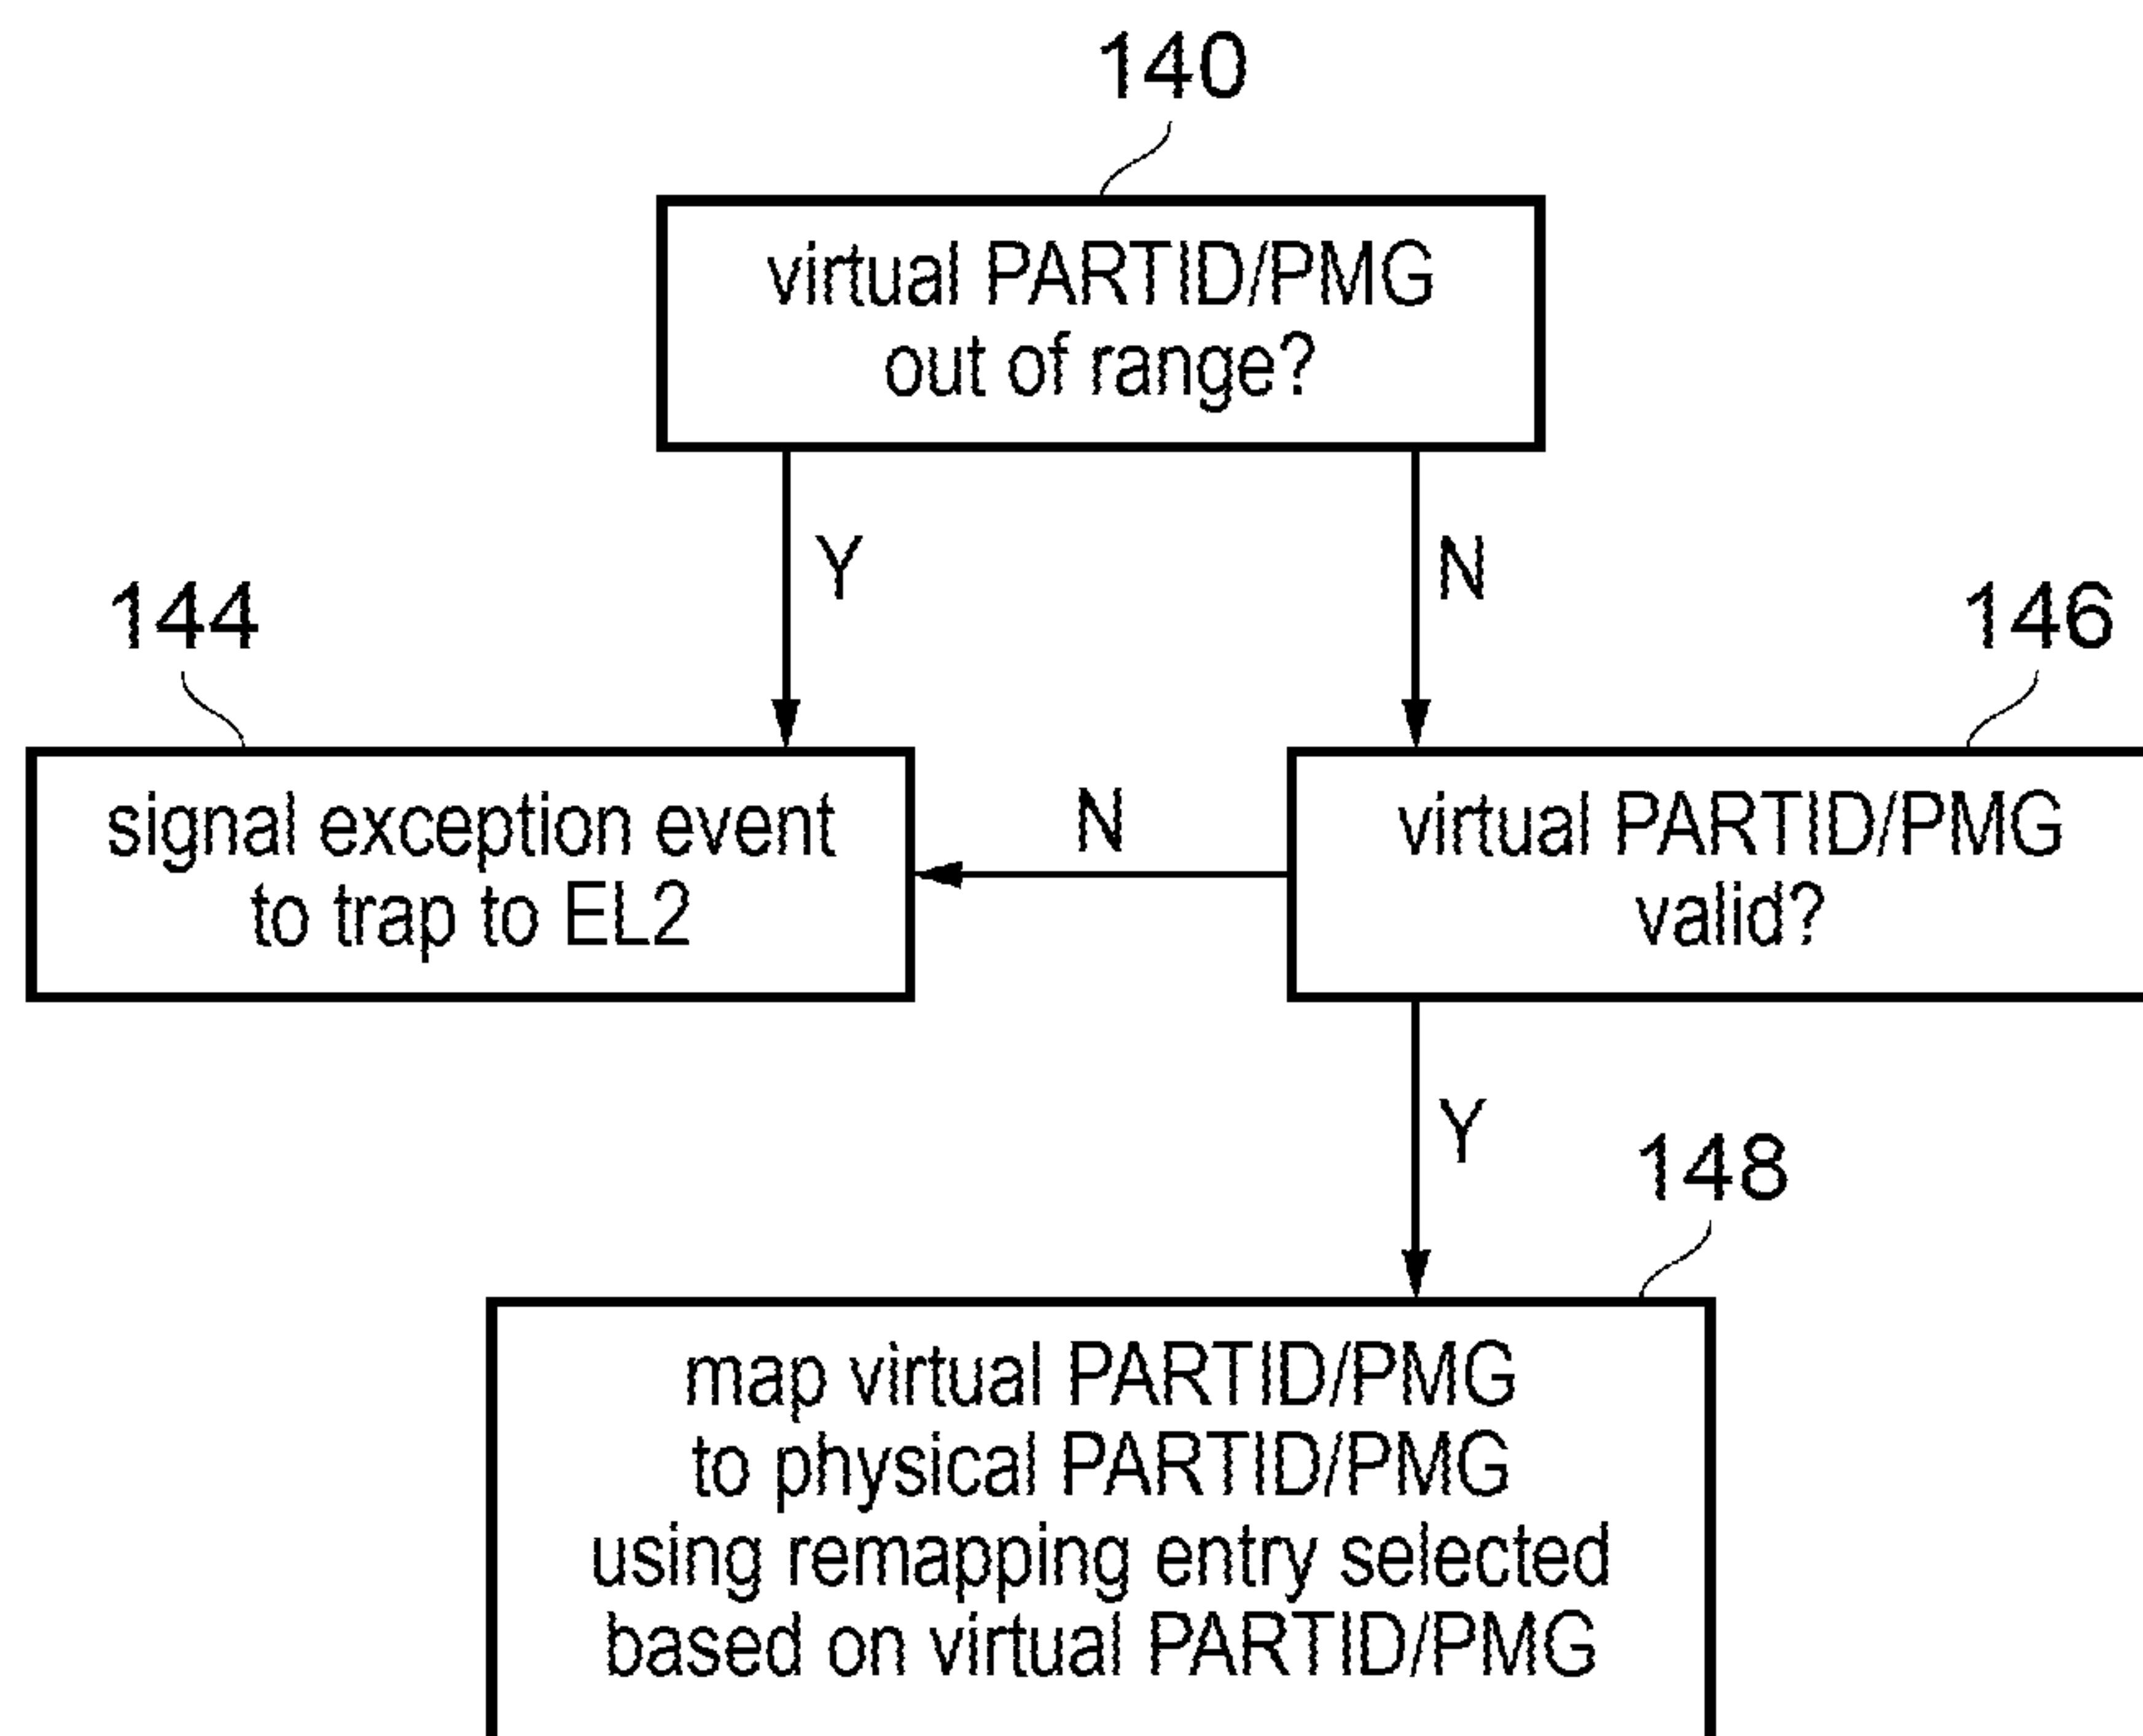 140
virtual PARTID/PMG
out of range?
Y
N
144
146
signal exception event
to trap to EL2
N
virtual PARTID/PMG
valid?
Y
148
map virtual PARTID/PMG
to physical PARTID/PMG
using remapping entry selected
based on virtual PARTID/PMG